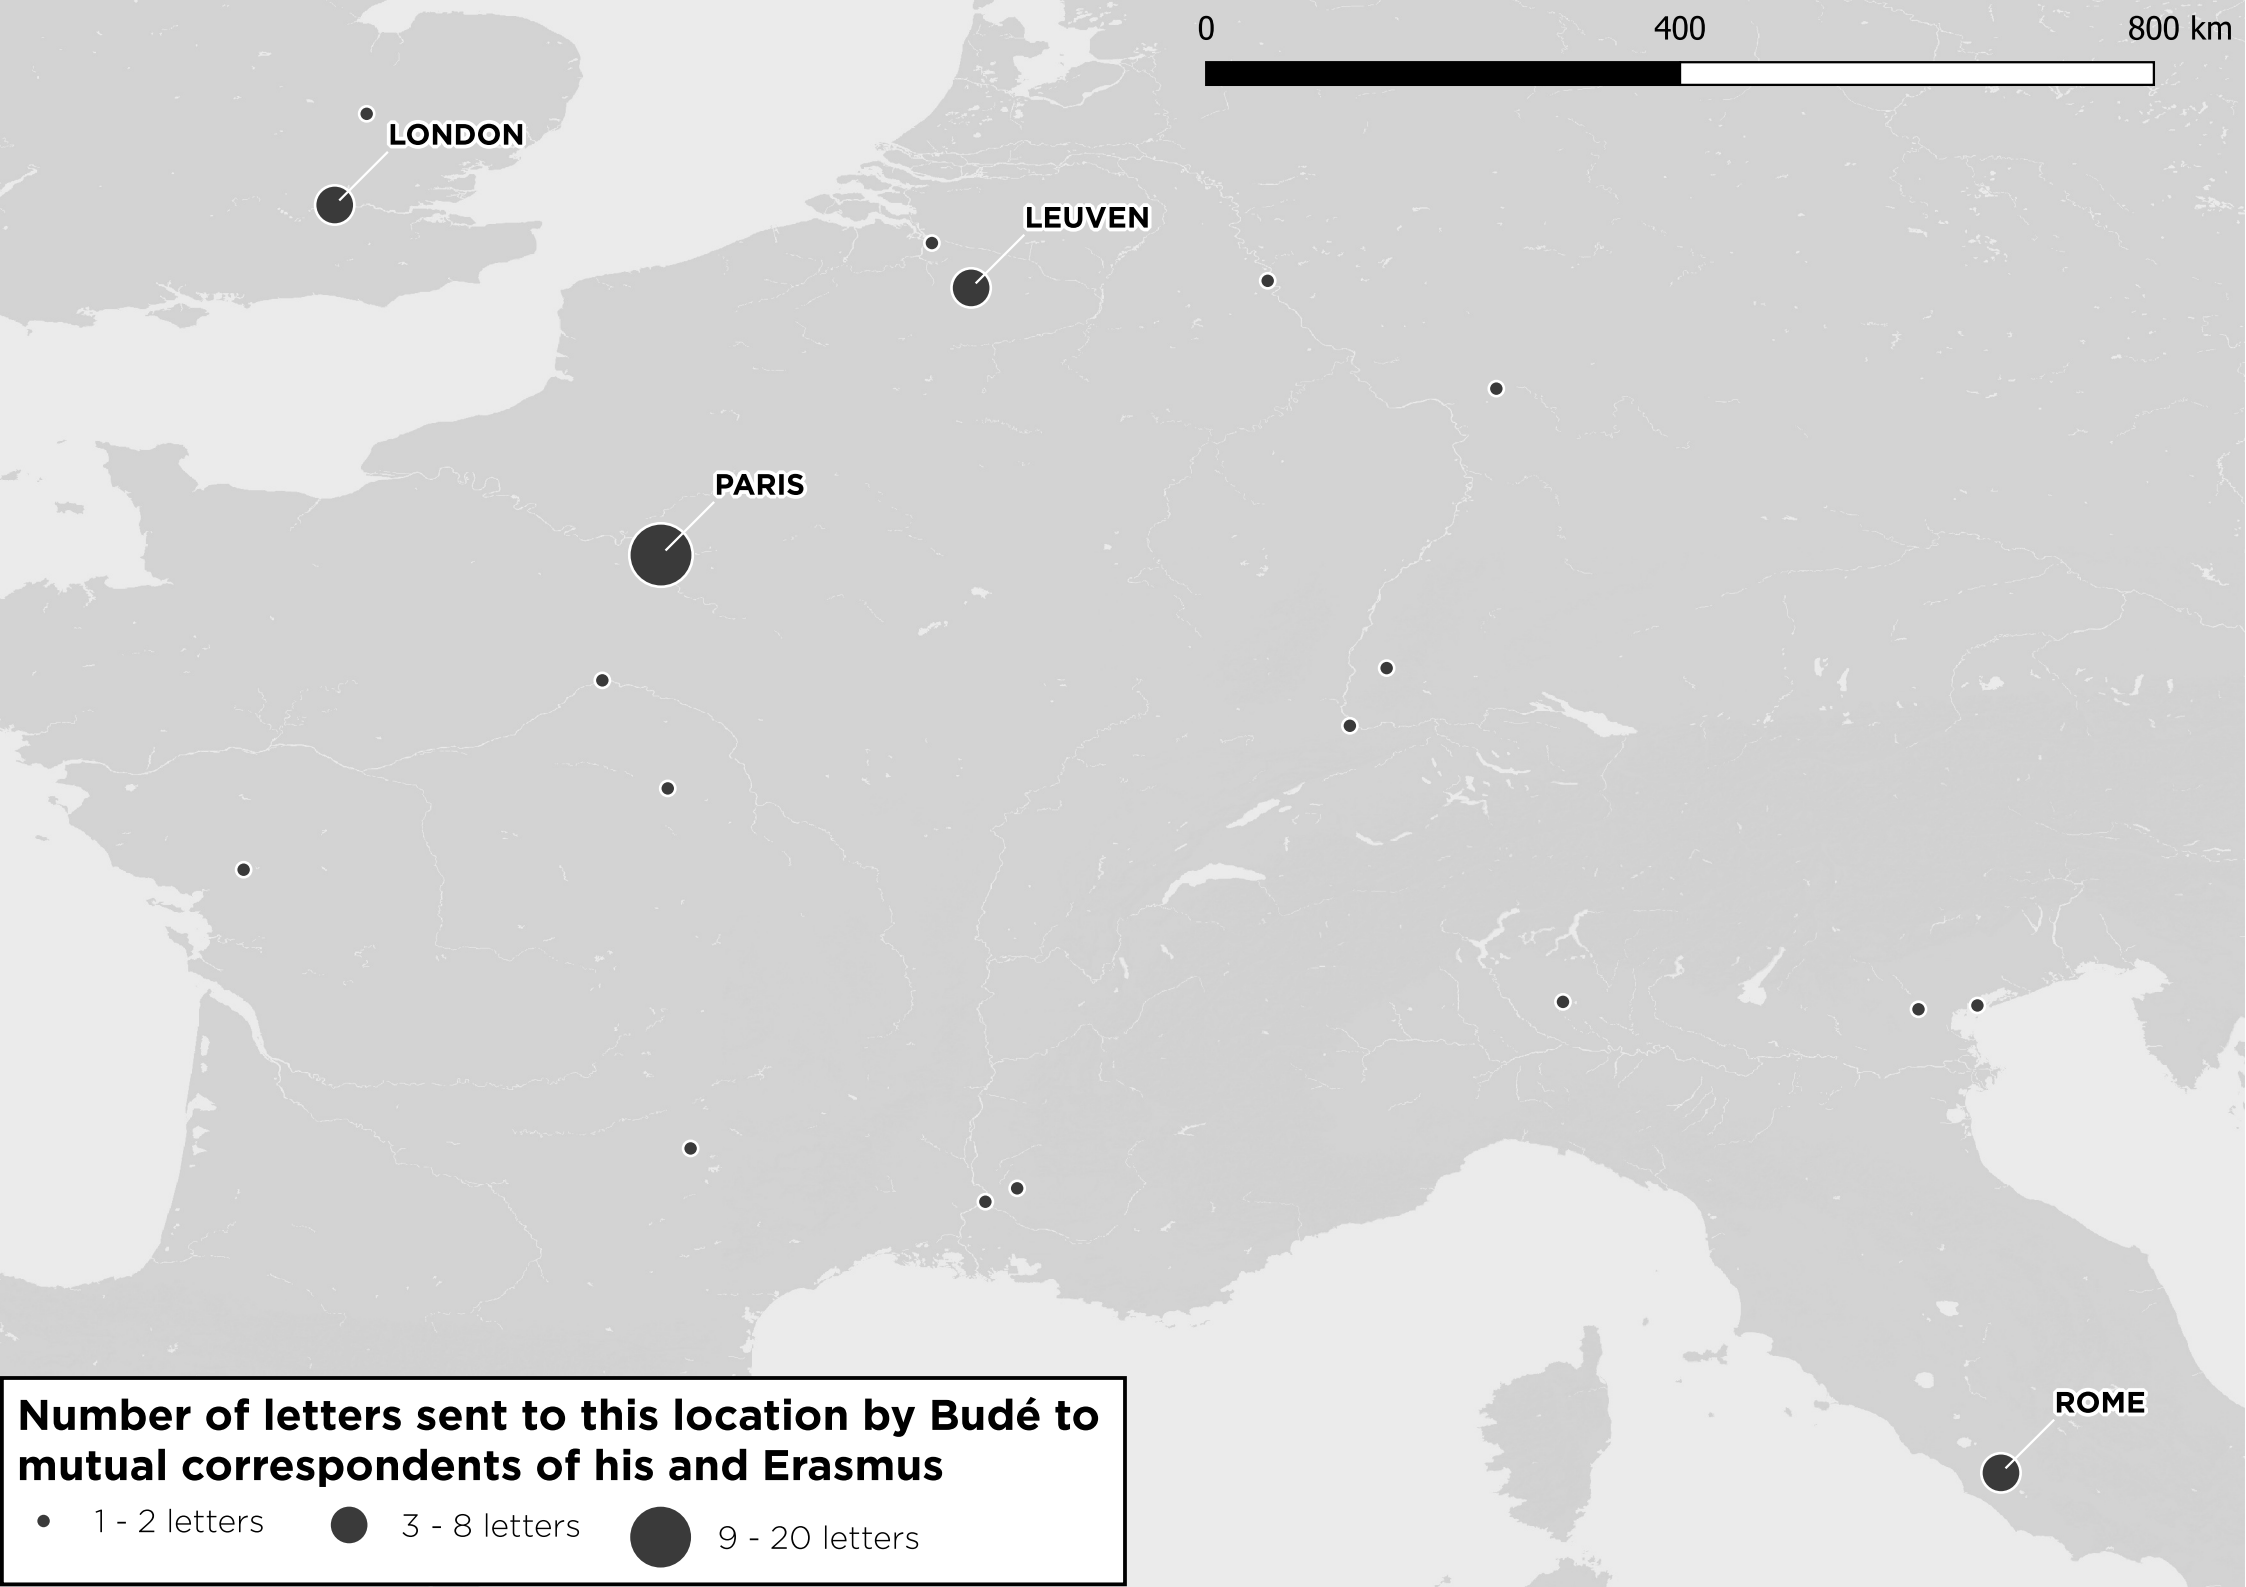 0 400 800 km
LONDON
LEUVEN
PARIS
ROME
Number of letters sent to this location by Budé to
mutual correspondents of his and Erasmus
1 - 2 letters 3 - 8 letters 9 - 20 letters